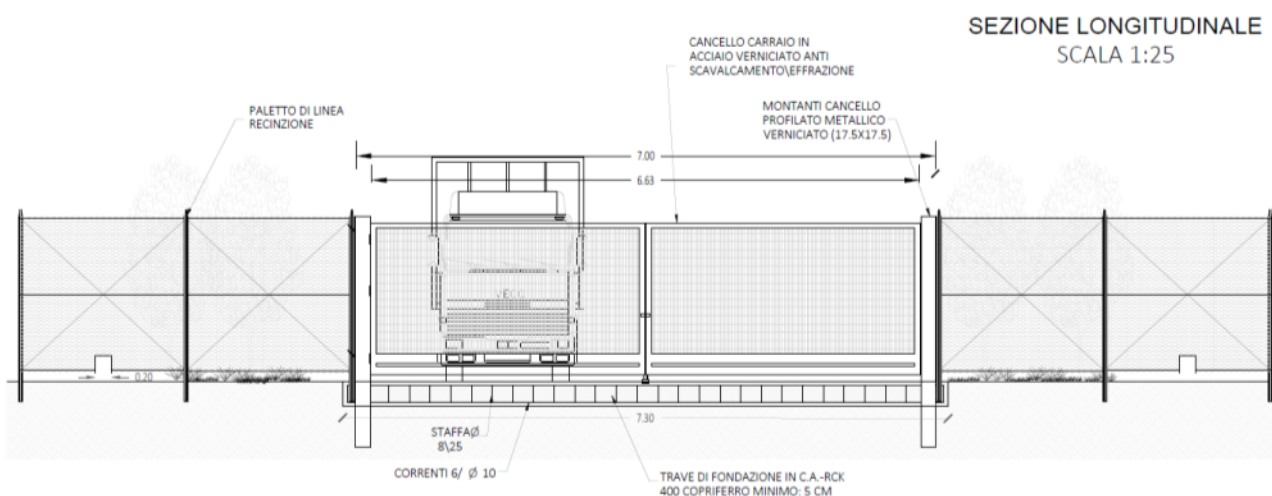 SEZIONE LONGITUDINALE
SCALA 1:25
CANCELLO CARRAIO IN
ACCIAIO VERNICIATO ANTI
SCAVALCAMENTO\EFFRAZIONE
PALETTO DI LINEA
RECINZIONE
MONTANTI CANCELLO
PROFILATO METALLICO
VERNICIATO (17.5X17.5)
7.00
6.63
0.20
7.30
STAFFAØ
8\25
CORRENTI 6/ Ø 10
TRAVE DI FONDAZIONE IN C.A.-RCK
400 COPRIFERRO MINIMO: 5 CM